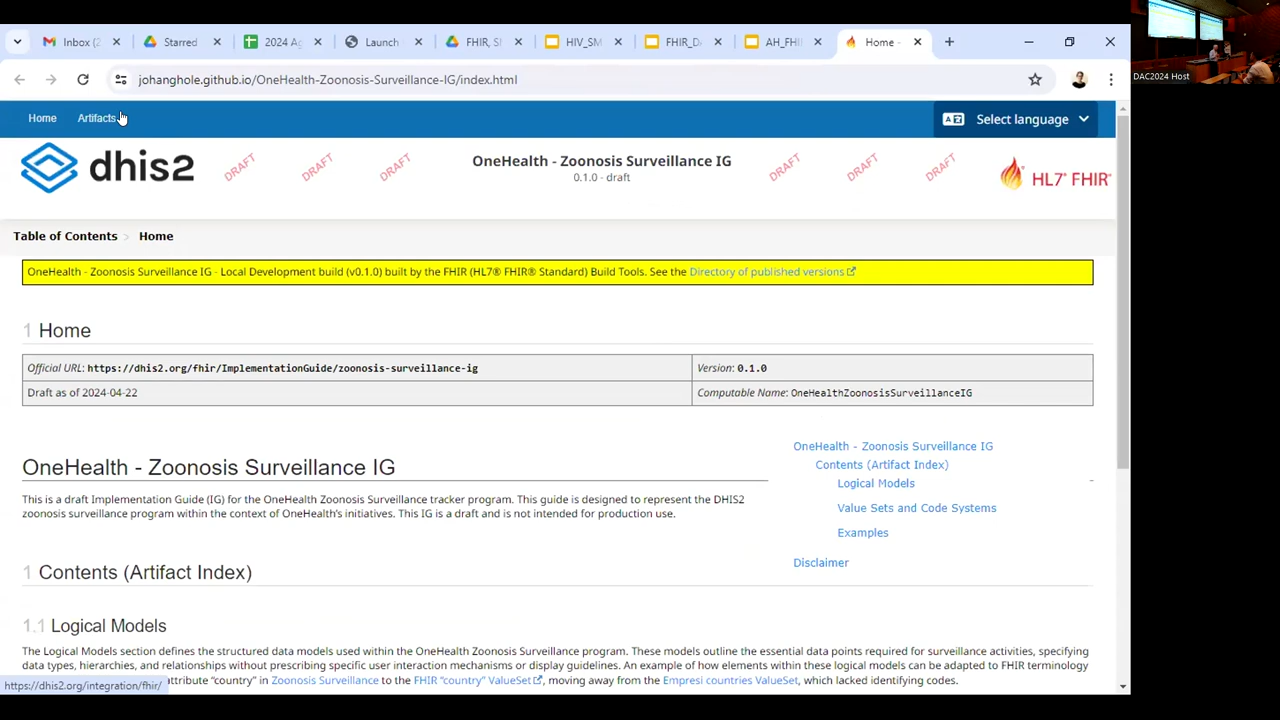 Inbox (2
Starred
2024 Ag
Launch
FHIR, S
HIV_SM
FHIR_D
AH_FHI
Home -
johanghole.github.io/OneHealth-Zoonosis-Surveillance-IG/index.html
DAC2024 Host
Home
Artifacts
Select language
dhis2
DRAFT
DRAFT
DRAFT
OneHealth - Zoonosis Surveillance IG
0.1.0 - draft
DRAFT
DRAFT
DRAFT
HL7® FHIR®
Table of Contents > Home
OneHealth - Zoonosis Surveillance IG - Local Development build (v0.1.0) built by the FHIR (HL7® FHIR® Standard) Build Tools. See the Directory of published versions
1 Home
Official URL: https://dhis2.org/fhir/ImplementationGuide/zoonosis-surveillance-ig
Version: 0.1.0
Draft as of 2024-04-22
Computable Name: OneHealthZoonosisSurveillanceIG
OneHealth - Zoonosis Surveillance IG
This is a draft Implementation Guide (IG) for the OneHealth Zoonosis Surveillance tracker program. This guide is designed to represent the DHIS2
zoonosis surveillance program within the context of OneHealth's initiatives. This IG is a draft and is not intended for production use.
OneHealth - Zoonosis Surveillance IG
Contents (Artifact Index)
Logical Models
Value Sets and Code Systems
Examples
Disclaimer
1 Contents (Artifact Index)
1.1 Logical Models
The Logical Models section defines the structured data models used within the OneHealth Zoonosis Surveillance program. These models outline the essential data points required for surveillance activities, specifying
data types, hierarchies, and relationships without prescribing specific user interaction mechanisms or display guidelines. An example of how elements within these logical models can be adapted to FHIR terminology
attribute "country" in Zoonosis Surveillance to the FHIR "country" ValueSet, moving away from the Empresi countries ValueSet, which lacked identifying codes.
https://dhis2.org/integration/fhir/